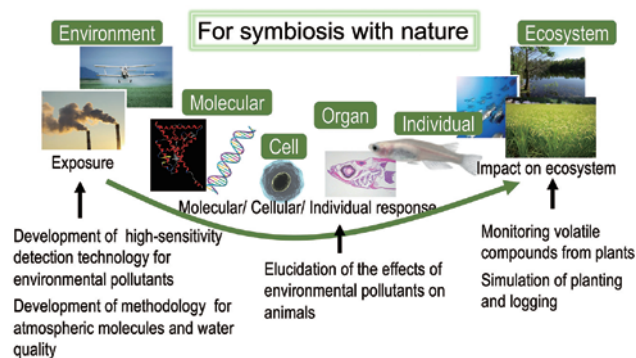 For symbiosis with nature
Environment
Ecosystem
Molecular
Cell
Organ
Individual
Exposure
Molecular/ Cellular/ Individual response
Impact on ecosystem
Development of high-sensitivity
detection technology for
environmental pollutants
Development of methodology for
atmospheric molecules and water
quality
Elucidation of the effects of
environmental pollutants on
animals
Monitoring volatile
compounds from plants
Simulation of planting
and logging